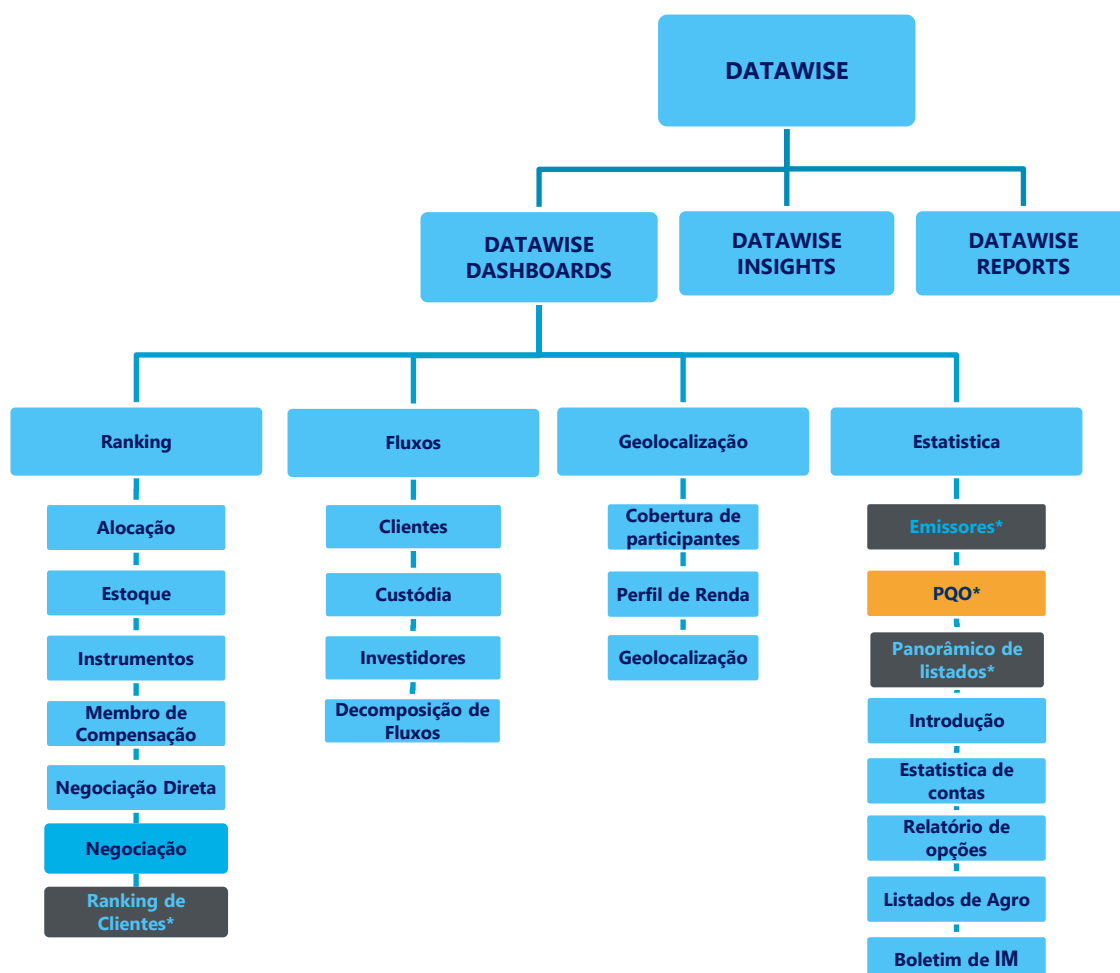 DATAWISE
DATAWISE
DASHBOARDS
DATAWISE
INSIGHTS
DATAWISE
REPORTS
Ranking
Fluxos
Geolocalização
Estatistica
Alocação
Estoque
Instrumentos
Membro de
Compensação
Negociação Direta
Negociação
Ranking de
Clientes*
Clientes
Custódia
Investidores
Decomposição de
Fluxos
Cobertura de
participantes
Perfil de Renda
Geolocalização
Emissores*
PQO*
Panorâmico de
listados*
Introdução
Estatistica de
contas
Relatório de
opções
Listados de Agro
Boletim de IM